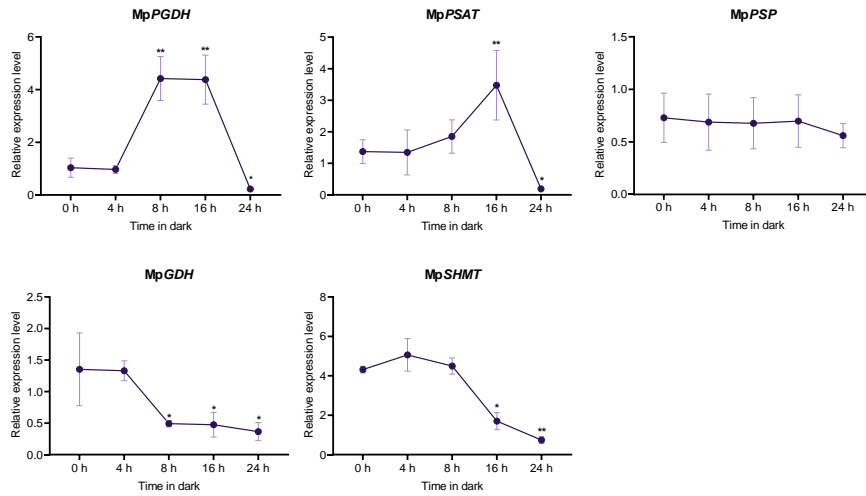 MpPGDH
Relative expression level
6
4
2
0
** **
*
0 h 4 h 8 h 16 h 24 h
Time in dark
MpPSAT
Relative expression level
5
4
3
2
1
0
**
*
0 h 4 h 8 h 16 h 24 h
Time in dark
MpPSP
Relative expression level
1.5
1.0
0.5
0.0
0 h 4 h 8 h 16 h 24 h
Time in dark
MpGDH
Relative expression level
2.5
2.0
1.5
1.0
0.5
0.0
* * *
0 h 4 h 8 h 16 h 24 h
Time in dark
MpSHMT
Relative expression level
8
6
4
2
0
*
**
0 h 4 h 8 h 16 h 24 h
Time in dark